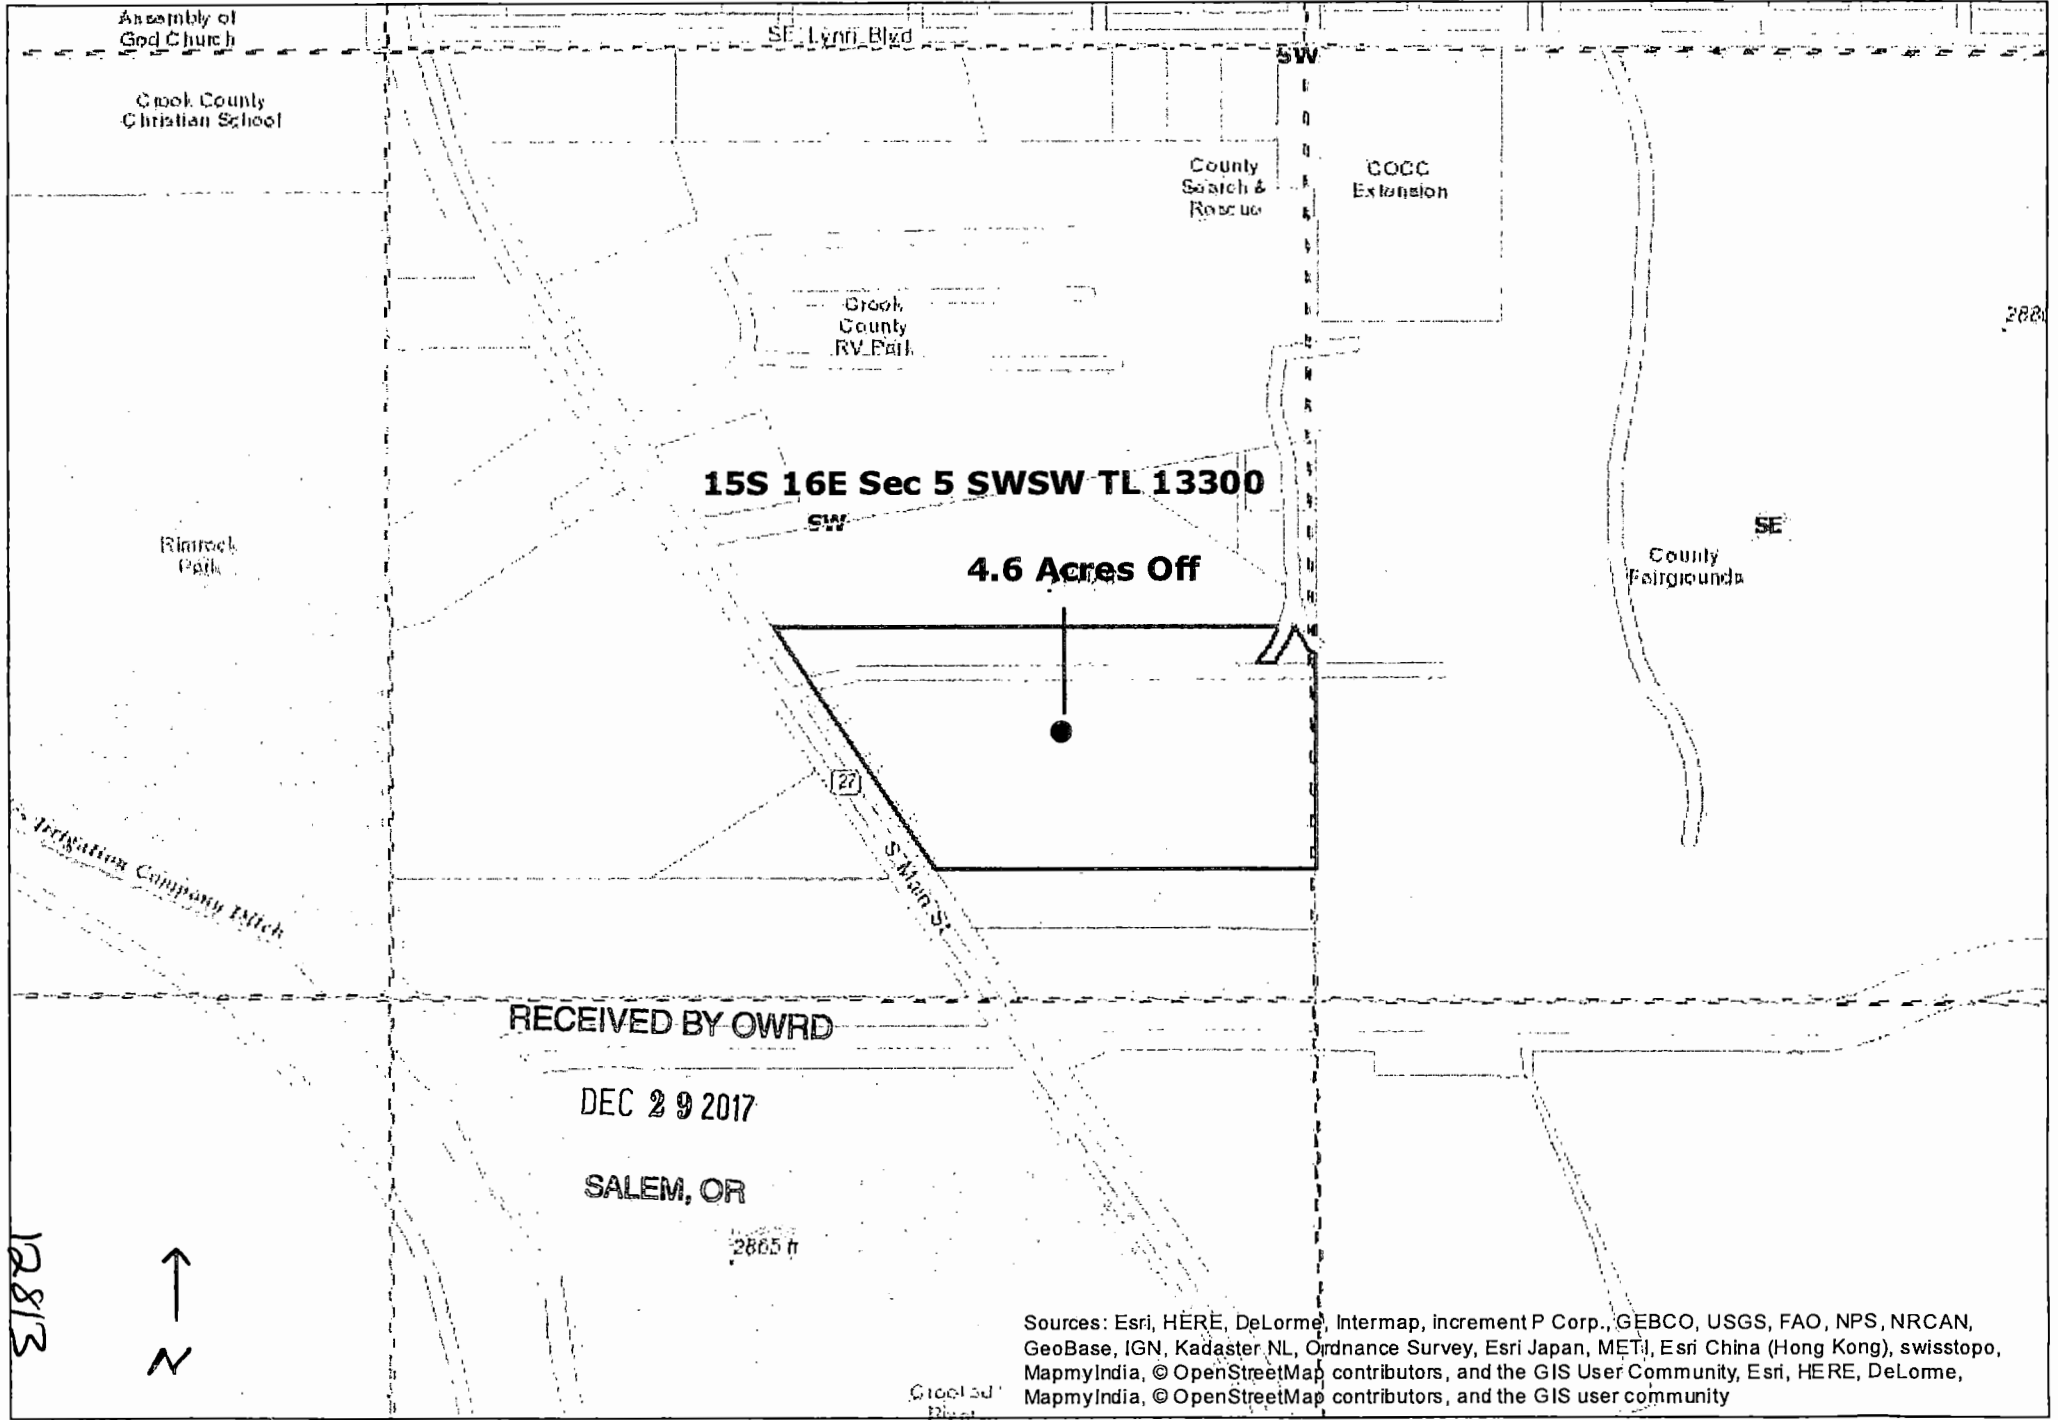 Assembly of
God Church
SE Lynn Blvd
SW
Crook County
Christian School
County
Search &
Rescue
COCC
Extension
Crook
County
RV Park
288
15S 16E Sec 5 SWSW TL 13300
SW
SE
Rimrock
Park
County
Fairgrounds
4.6 Acres Off
27
S Main St
Irrigation Company Ditch
RECEIVED BY OWRD
DEC 29 2017
SALEM, OR
2865 ft
12813
N
Crooked
River
Sources: Esri, HERE, DeLorme, Intermap, increment P Corp., GEBCO, USGS, FAO, NPS, NRCAN,
GeoBase, IGN, Kadaster NL, Ordnance Survey, Esri Japan, METI, Esri China (Hong Kong), swisstopo,
MapmyIndia, © OpenStreetMap contributors, and the GIS User Community, Esri, HERE, DeLorme,
MapmyIndia, © OpenStreetMap contributors, and the GIS user community